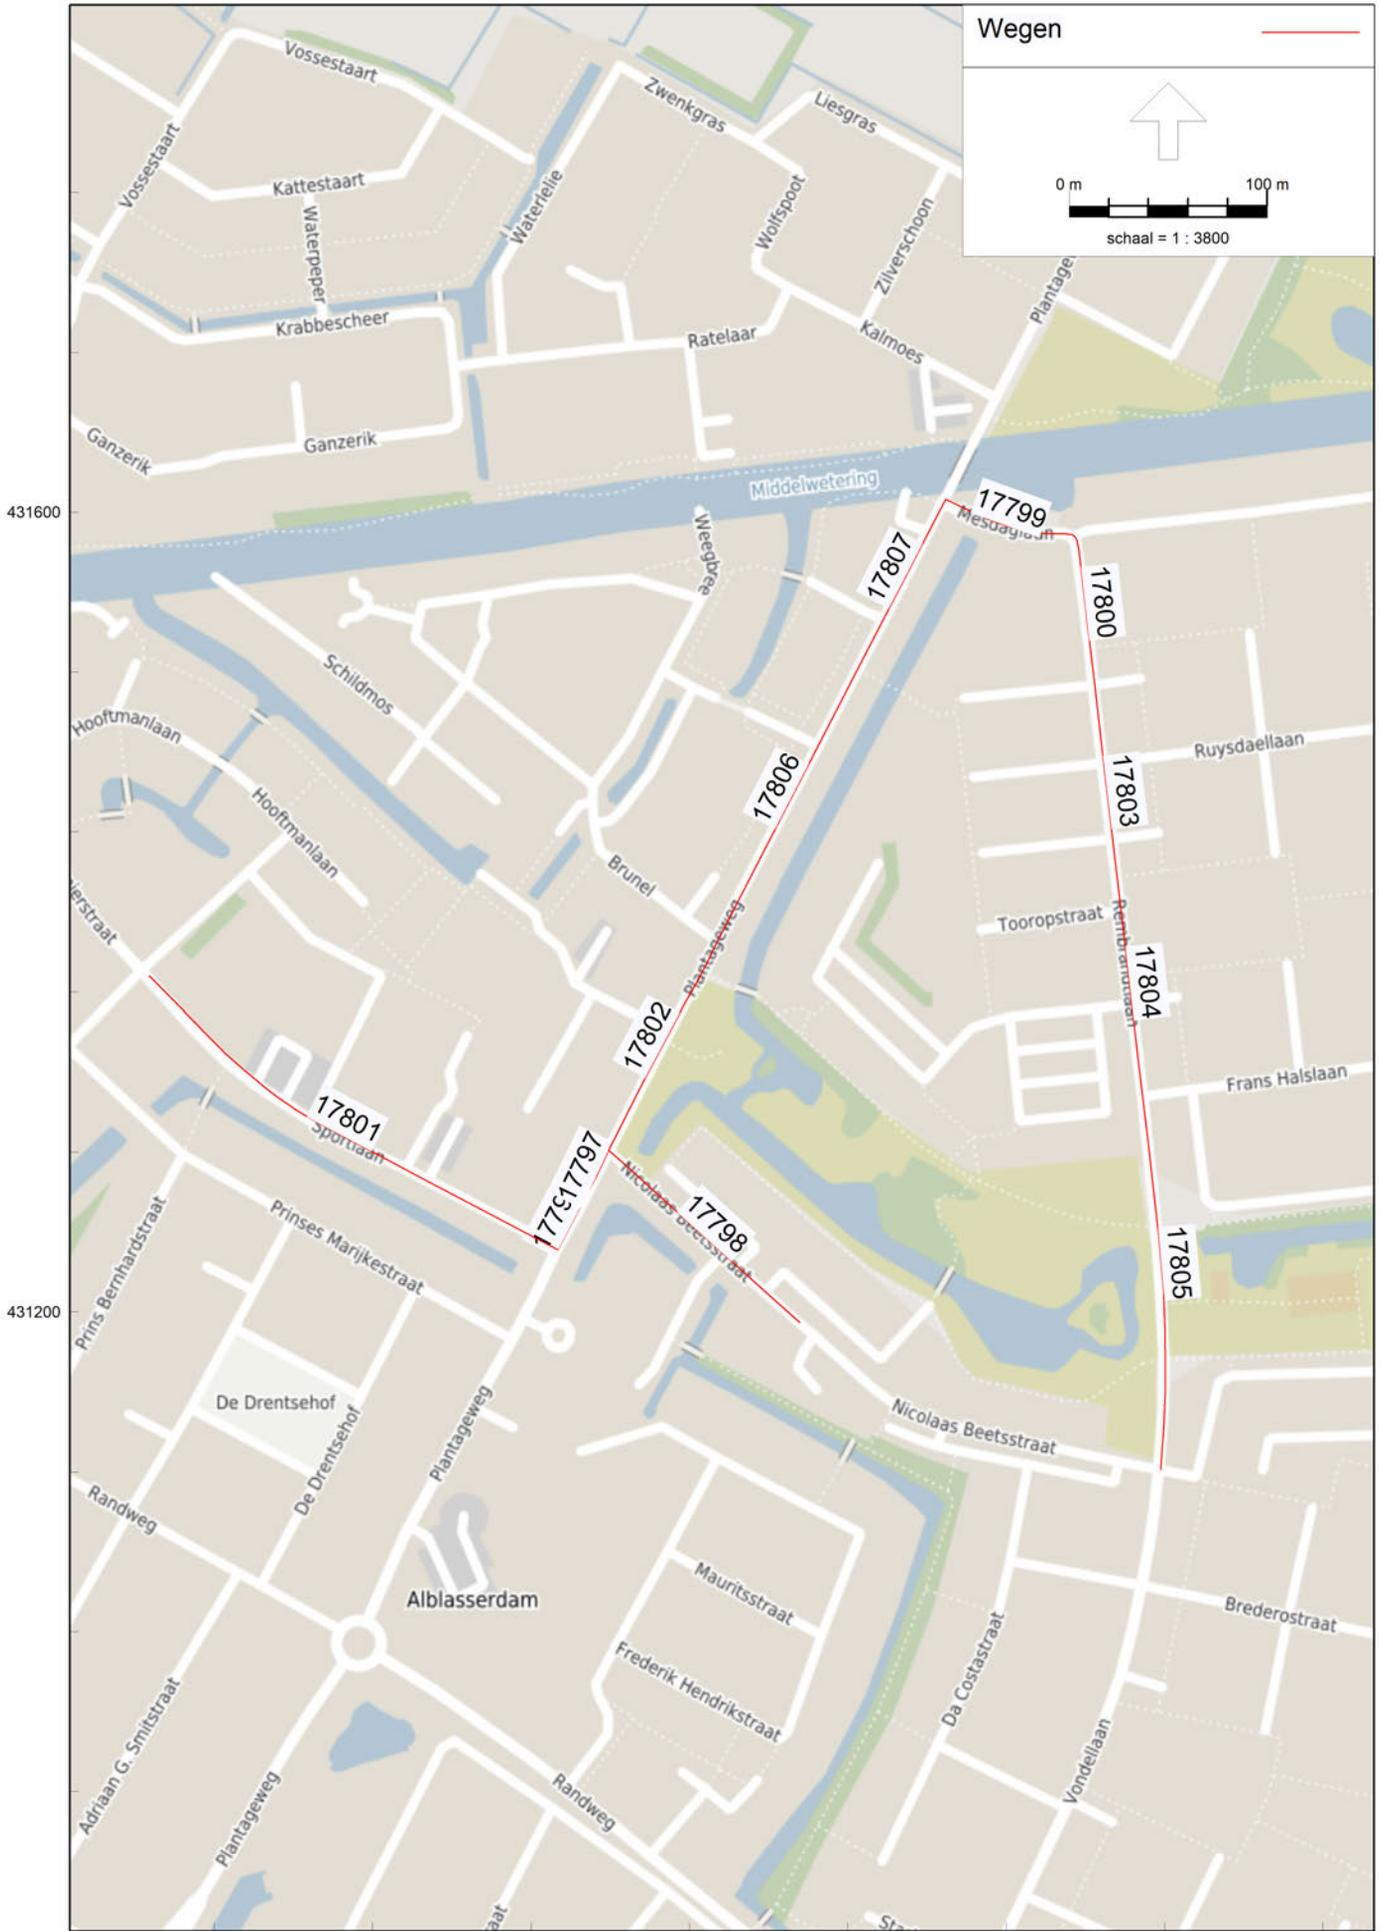 Wegen
0 m
100 m
schaal = 1 : 3800
Vossestaart
Zwenkgras
Liesgras
Vossestaart
Kattestaart
Waterlelie
Wolfspoot
Zilverschoon
Waterpeper
Krabbescheer
Ratelaar
Kalmoes
Ganzerik
Ganzerik
Middelwetering
431600
17799
17807
Weegbree
17800
Schildmos
Hooftmanlaan
Ruysdaellaan
17806
17803
Hooftmanlaan
Brunel
Plantageweg
Tooropstraat
Rembrandtlaan
17804
17802
Frans Halslaan
17801
Sportlaan
17797
Nicolaas Beetsstraat
17798
Prins Bernhardstraat
Prinses Marijkestraat
17805
431200
De Drentsehof
De Drentsehof
Plantageweg
Nicolaas Beetsstraat
Randweg
Alblasserdam
Mauritsstraat
Brederostraat
Frederik Hendrikstraat
Da Costastraat
Adriaan G. Smitstraat
Plantageweg
Randweg
Vondellaan